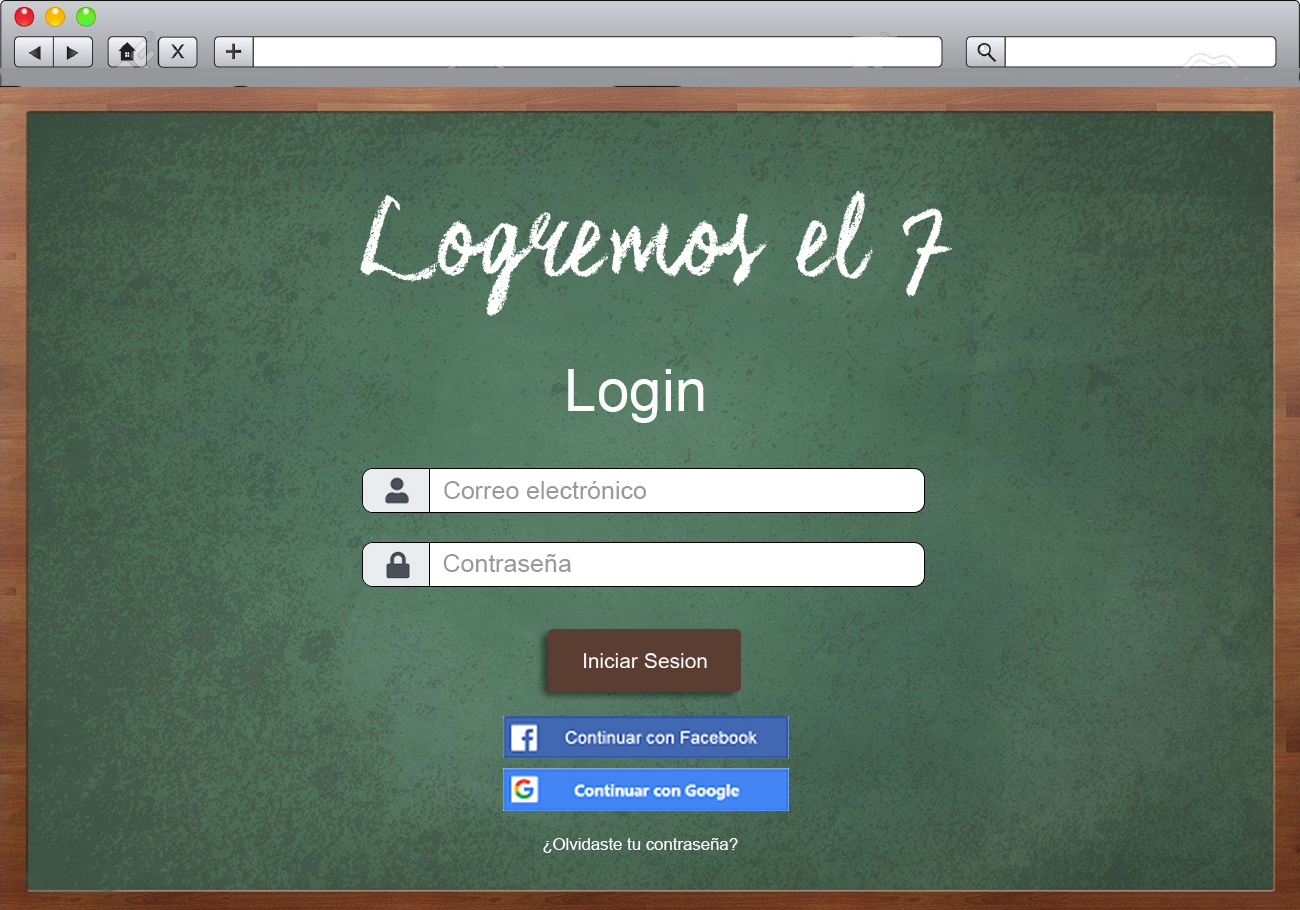 X
Logremos el 7
Login
Correo electrónico
Contraseña
Iniciar Sesion
Continuar con Facebook
Continuar con Google
¿Olvidaste tu contraseña?